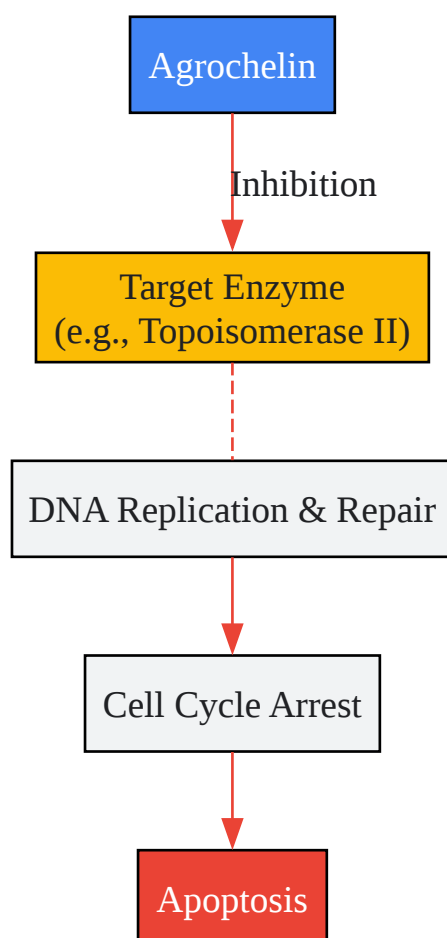 Agrochelin
Inhibition
Target Enzyme
(e.g., Topoisomerase II)
DNA Replication & Repair
Cell Cycle Arrest
Apoptosis